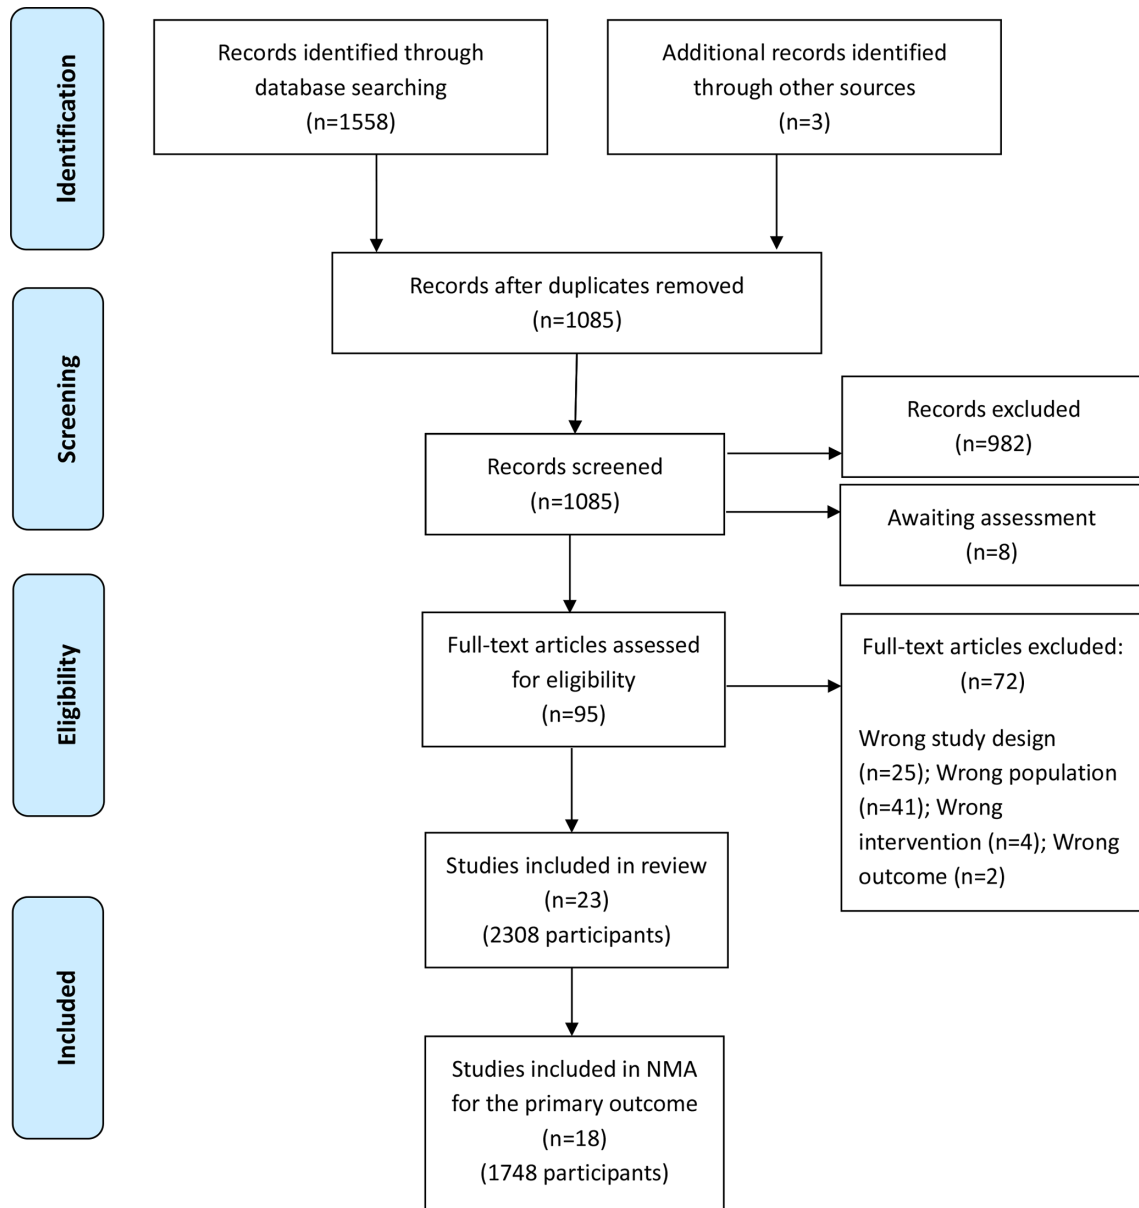 Identification
Records identified through
database searching
(n=1558)
Additional records identified
through other sources
(n=3)
Records after duplicates removed
(n=1085)
Screening
Records screened
(n=1085)
Records excluded
(n=982)
Awaiting assessment
(n=8)
Eligibility
Full-text articles assessed
for eligibility
(n=95)
Full-text articles excluded:
(n=72)
Wrong study design
(n=25); Wrong population
(n=41); Wrong
intervention (n=4); Wrong
outcome (n=2)
Studies included in review
(n=23)
(2308 participants)
Included
Studies included in NMA
for the primary outcome
(n=18)
(1748 participants)